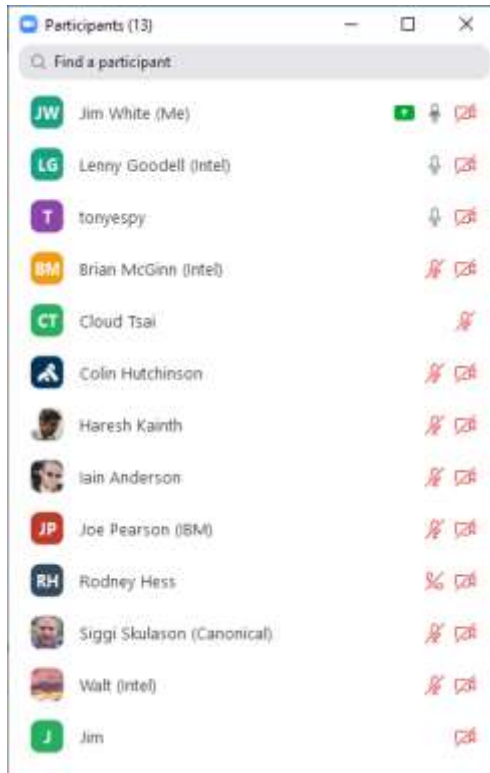 Participants (13)
Find a participant
JW Jim White (Me)
LG Lenny Goodell (Intel)
T tonyespy
BM Brian McGinn (Intel)
CT Cloud Tsai
Colin Hutchinson
Haresh Kainth
Iain Anderson
JP Joe Pearson (IBM)
RH Rodney Hess
Siggi Skulason (Canonical)
Walt (Intel)
J Jim